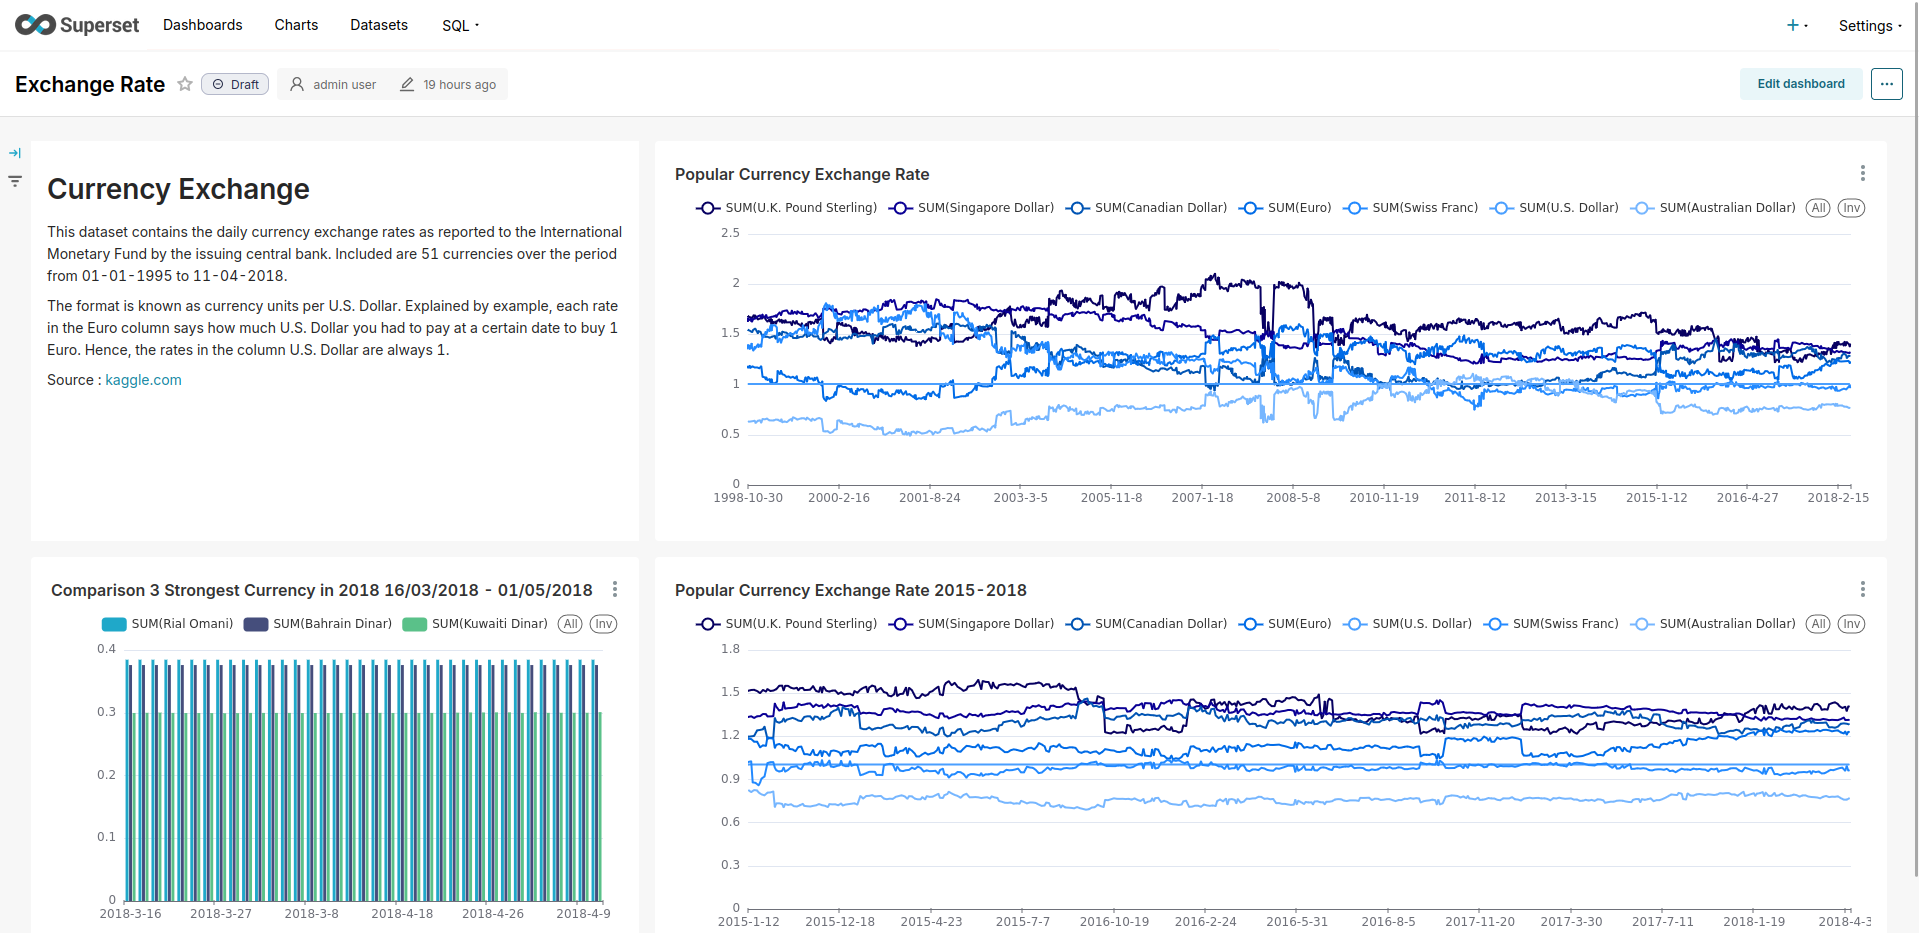 Superset Dashboards Charts Datasets SQL Settings
Exchange Rate Draft admin user 19 hours ago Edit dashboard
Currency Exchange
This dataset contains the daily currency exchange rates as reported to the International
Monetary Fund by the issuing central bank. Included are 51 currencies over the period
from 01-01-1995 to 11-04-2018.
The format is known as currency units per U.S. Dollar. Explained by example, each rate
in the Euro column says how much U.S. Dollar you had to pay at a certain date to buy 1
Euro. Hence, the rates in the column U.S. Dollar are always 1.
Source : kaggle.com
Popular Currency Exchange Rate
SUM(U.K. Pound Sterling) SUM(Singapore Dollar) SUM(Canadian Dollar) SUM(Euro) SUM(Swiss Franc) SUM(U.S. Dollar) SUM(Australian Dollar) All Inv
2.5
2
1.5
1
0.5
0
1998-10-30 2000-2-16 2001-8-24 2003-3-5 2005-11-8 2007-1-18 2008-5-8 2010-11-19 2011-8-12 2013-3-15 2015-1-12 2016-4-27 2018-2-15
Comparison 3 Strongest Currency in 2018 16/03/2018 - 01/05/2018
SUM(Rial Omani) SUM(Bahrain Dinar) SUM(Kuwaiti Dinar) All Inv
0.4
0.3
0.2
0.1
0
2018-3-16 2018-3-27 2018-3-8 2018-4-18 2018-4-26 2018-4-9
Popular Currency Exchange Rate 2015-2018
SUM(U.K. Pound Sterling) SUM(Singapore Dollar) SUM(Canadian Dollar) SUM(Euro) SUM(U.S. Dollar) SUM(Swiss Franc) SUM(Australian Dollar) All Inv
1.8
1.5
1.2
0.9
0.6
0.3
0
2015-1-12 2015-12-18 2015-4-23 2015-7-7 2016-10-19 2016-2-24 2016-5-31 2016-8-5 2017-11-20 2017-3-30 2017-7-11 2018-1-19 2018-4-3